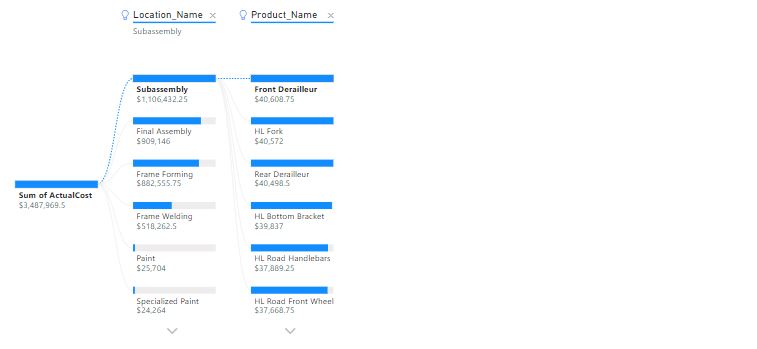 Location_Name
Product_Name
Subassembly
Subassembly
$1,106,432.25
Front Derailleur
$40,608.75
Final Assembly
$909,146
HL Fork
$40,572
Frame Forming
$882,555.75
Rear Derailleur
$40,498.5
Sum of ActualCost
$3,487,969.5
Frame Welding
$518,262.5
HL Bottom Bracket
$39,837
Paint
$25,704
HL Road Handlebars
$37,889.25
Specialized Paint
$24,264
HL Road Front Wheel
$37,668.75